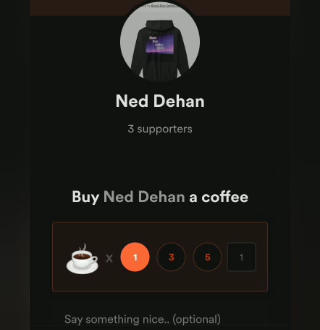 Ned Dehan
3 supporters
Buy Ned Dehan a coffee
x 1 3 5 1
Say something nice.. (optional)